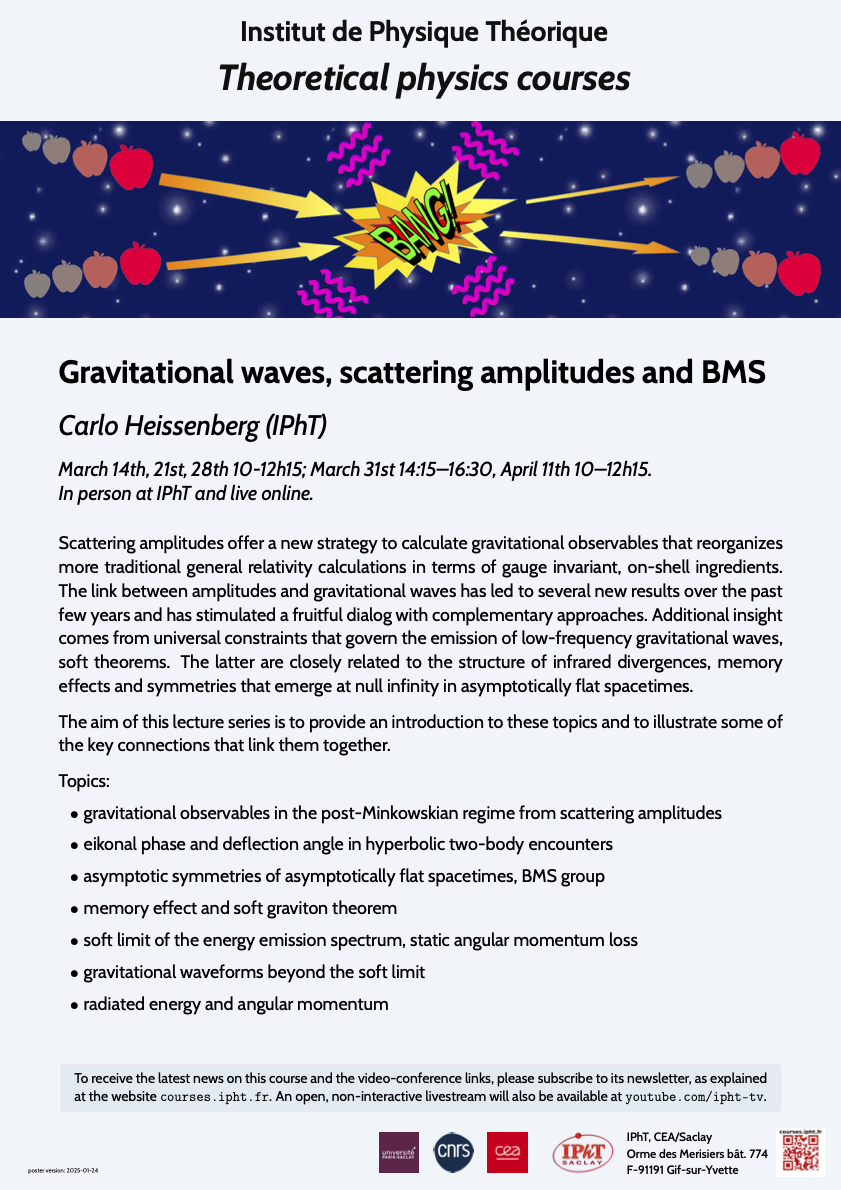 Institut de Physique Théorique
Theoretical physics courses
BANG!
Gravitational waves, scattering amplitudes and BMS
Carlo Heissenberg (IPhT)
March 14th, 21st, 28th 10-12h15; March 31st 14:15–16:30, April 11th 10–12h15.
In person at IPhT and live online.
Scattering amplitudes offer a new strategy to calculate gravitational observables that reorganizes
more traditional general relativity calculations in terms of gauge invariant, on-shell ingredients.
The link between amplitudes and gravitational waves has led to several new results over the past
few years and has stimulated a fruitful dialog with complementary approaches. Additional insight
comes from universal constraints that govern the emission of low-frequency gravitational waves,
soft theorems. The latter are closely related to the structure of infrared divergences, memory
effects and symmetries that emerge at null infinity in asymptotically flat spacetimes.
The aim of this lecture series is to provide an introduction to these topics and to illustrate some of
the key connections that link them together.
Topics:
• gravitational observables in the post-Minkowskian regime from scattering amplitudes
• eikonal phase and deflection angle in hyperbolic two-body encounters
• asymptotic symmetries of asymptotically flat spacetimes, BMS group
• memory effect and soft graviton theorem
• soft limit of the energy emission spectrum, static angular momentum loss
• gravitational waveforms beyond the soft limit
• radiated energy and angular momentum
To receive the latest news on this course and the video-conference links, please subscribe to its newsletter, as explained
at the website courses.ipht.fr. An open, non-interactive livestream will also be available at youtube.com/ipht-tv.
poster version: 2025-01-24
université
PARIS-SACLAY
cnrs
cea
IPhT
SACLAY
IPhT, CEA/Saclay
Orme des Merisiers bât. 774
F-91191 Gif-sur-Yvette
courses.ipht.fr